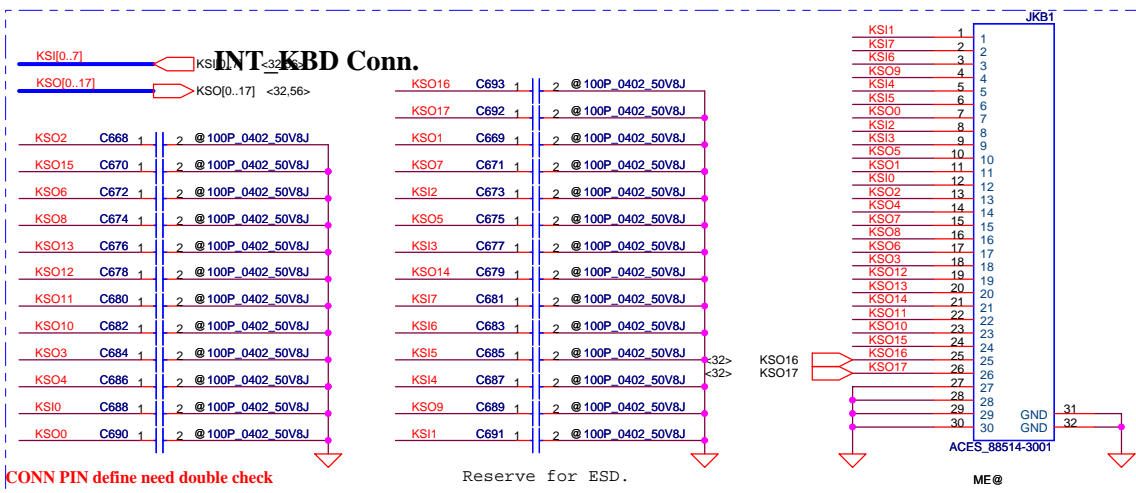 INT_KBD Conn.
KSI[0..7]
KSO[0..17]
KSO[0..17] <32,56>
KSO2 C668 1 2 @100P_0402_50V8J
KSO15 C670 1 2 @100P_0402_50V8J
KSO6 C672 1 2 @100P_0402_50V8J
KSO8 C674 1 2 @100P_0402_50V8J
KSO13 C676 1 2 @100P_0402_50V8J
KSO12 C678 1 2 @100P_0402_50V8J
KSO11 C680 1 2 @100P_0402_50V8J
KSO10 C682 1 2 @100P_0402_50V8J
KSO3 C684 1 2 @100P_0402_50V8J
KSO4 C686 1 2 @100P_0402_50V8J
KSI0 C688 1 2 @100P_0402_50V8J
KSO0 C690 1 2 @100P_0402_50V8J
CONN PIN define need double check
KSO16 C693 1 2 @100P_0402_50V8J
KSO17 C692 1 2 @100P_0402_50V8J
KSO1 C669 1 2 @100P_0402_50V8J
KSO7 C671 1 2 @100P_0402_50V8J
KSI2 C673 1 2 @100P_0402_50V8J
KSO5 C675 1 2 @100P_0402_50V8J
KSI3 C677 1 2 @100P_0402_50V8J
KSO14 C679 1 2 @100P_0402_50V8J
KSI7 C681 1 2 @100P_0402_50V8J
KSI6 C683 1 2 @100P_0402_50V8J
KSI5 C685 1 2 @100P_0402_50V8J
KSI4 C687 1 2 @100P_0402_50V8J
KSO9 C689 1 2 @100P_0402_50V8J
KSI1 C691 1 2 @100P_0402_50V8J
Reserve for ESD.
JKB1
KSI1 1 1
KSI7 2 2
KSI6 3 3
KSO9 4 4
KSI4 5 5
KSI5 6 6
KSO0 7 7
KSI2 8 8
KSI3 9 9
KSO5 10 10
KSO1 11 11
KSI0 12 12
KSO2 13 13
KSO4 14 14
KSO7 15 15
KSO8 16 16
KSO6 17 17
KSO3 18 18
KSO12 19 19
KSO13 20 20
KSO14 21 21
KSO11 22 22
KSO10 23 23
KSO15 24 24
<32> KSO16 KSO16 25 25
<32> KSO17 KSO17 26 26
27 27
28 28
29 29 GND 31
30 30 GND 32
ACES_88514-3001
ME@